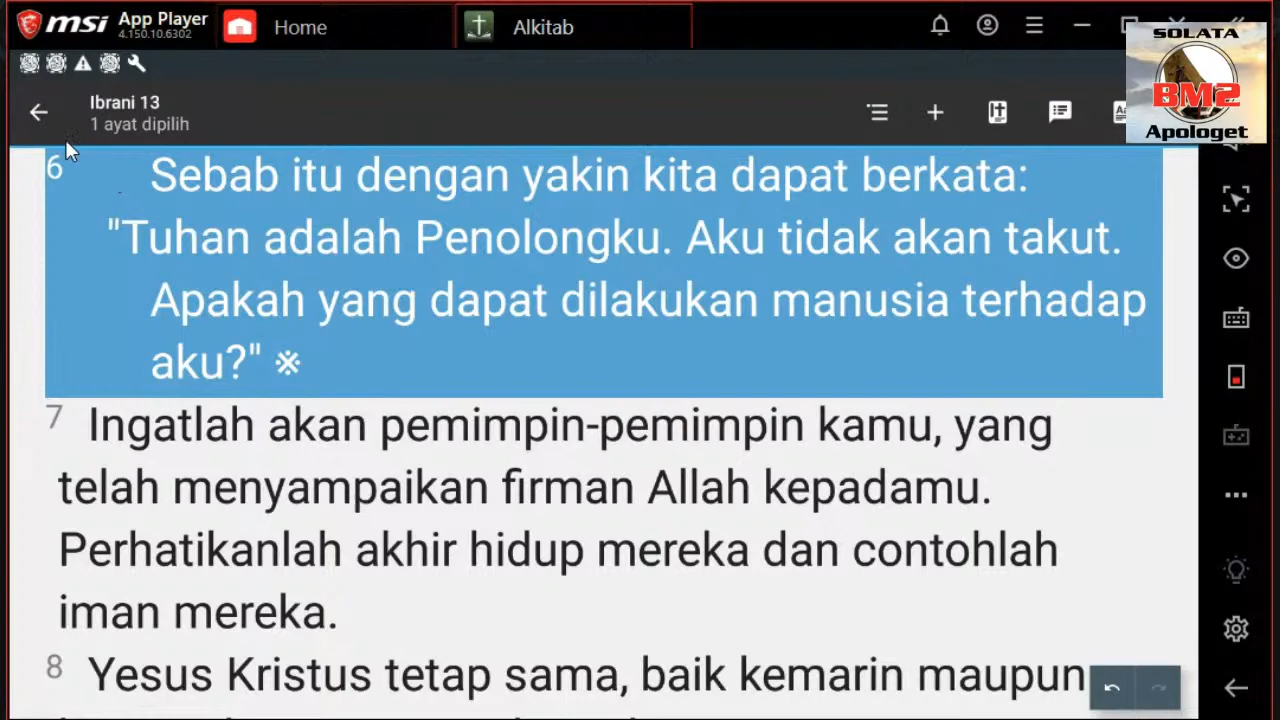 msi App Player
4.150.10.6302
Home
Alkitab
SOLATA
BM2
Apologet
Ibrani 13
1 ayat dipilih
6 Sebab itu dengan yakin kita dapat berkata:
"Tuhan adalah Penolongku. Aku tidak akan takut.
Apakah yang dapat dilakukan manusia terhadap
aku?" ※
7 Ingatlah akan pemimpin-pemimpin kamu, yang
telah menyampaikan firman Allah kepadamu.
Perhatikanlah akhir hidup mereka dan contohlah
iman mereka.
8 Yesus Kristus tetap sama, baik kemarin maupun